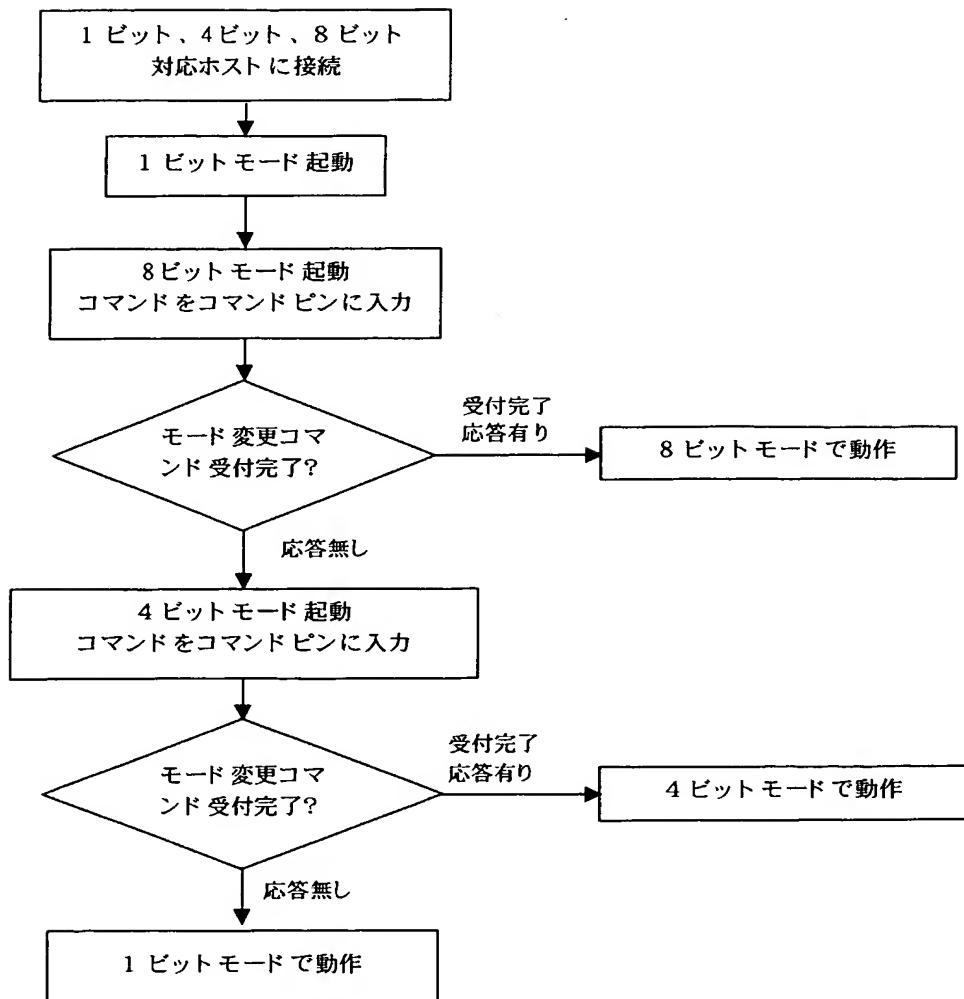 1 ビット、4ビット、8 ビット
対応ホストに接続
1 ビットモード起動
8ビットモード起動
コマンドをコマンドピンに入力
モード変更コマ
ンド受付完了?
受付完了
応答有り
8 ビットモードで動作
応答無し
4 ビットモード起動
コマンドをコマンドピンに入力
モード変更コマ
ンド受付完了?
受付完了
応答有り
4 ビットモードで動作
応答無し
1 ビットモードで動作